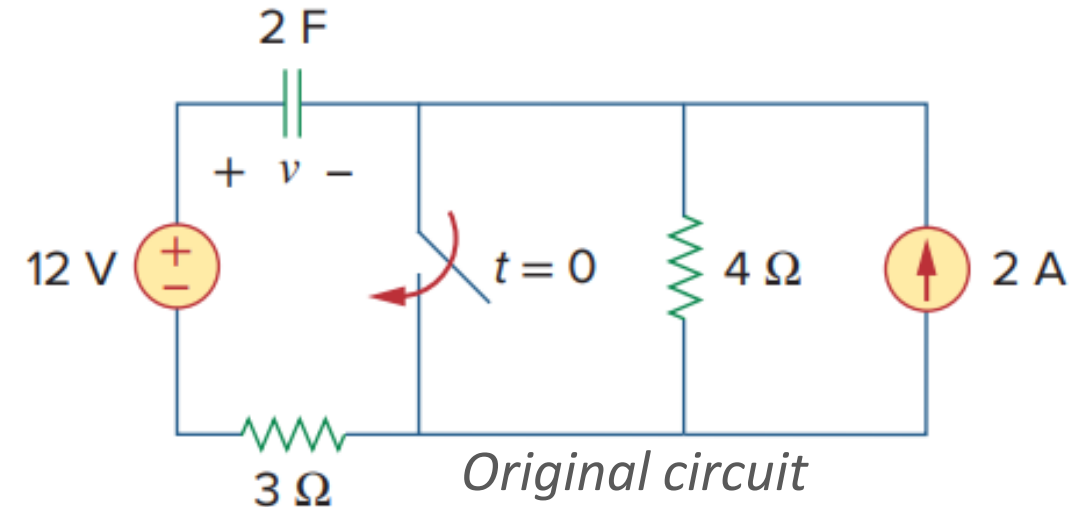 2 F
+ v −
12 V
+
−
t = 0
4 Ω
2 A
3 Ω
Original circuit